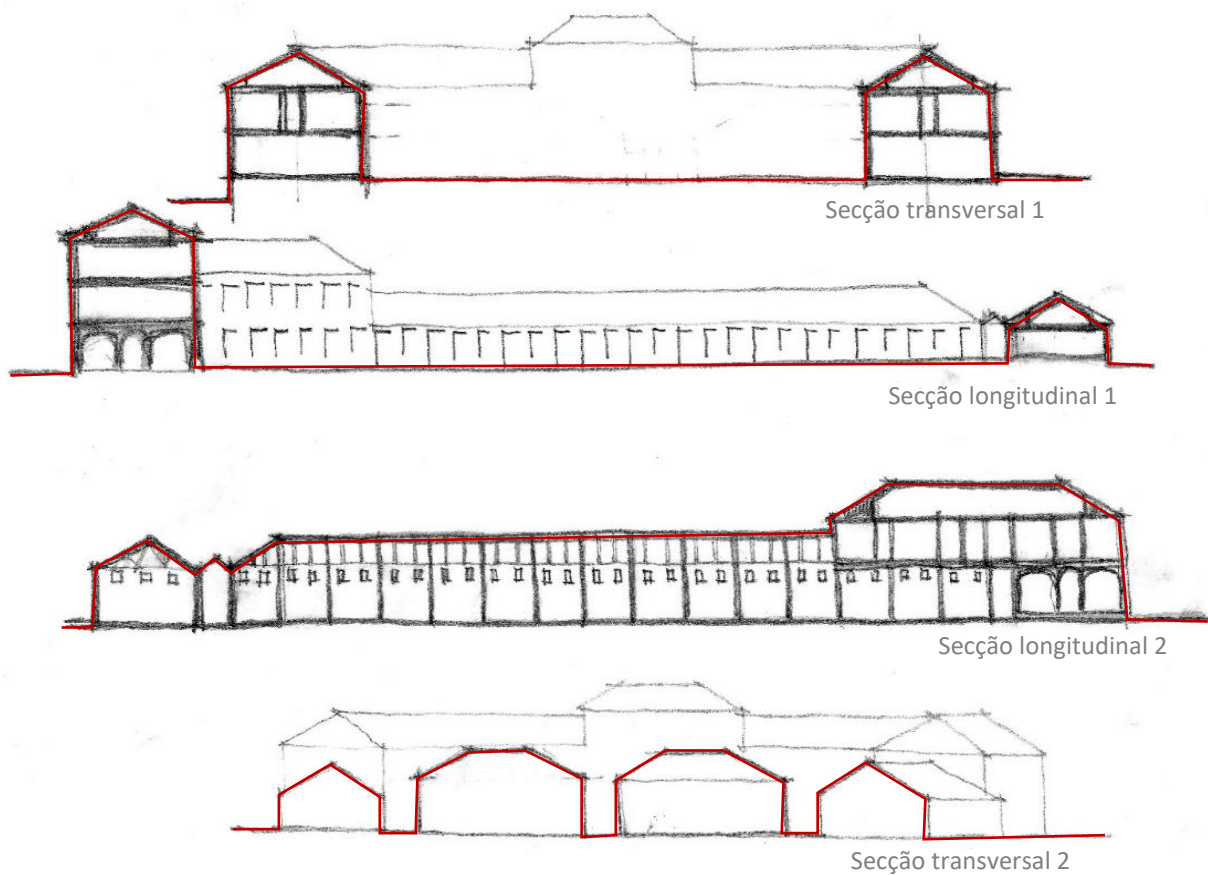 Secção transversal 1
Secção longitudinal 1
Secção longitudinal 2
Secção transversal 2